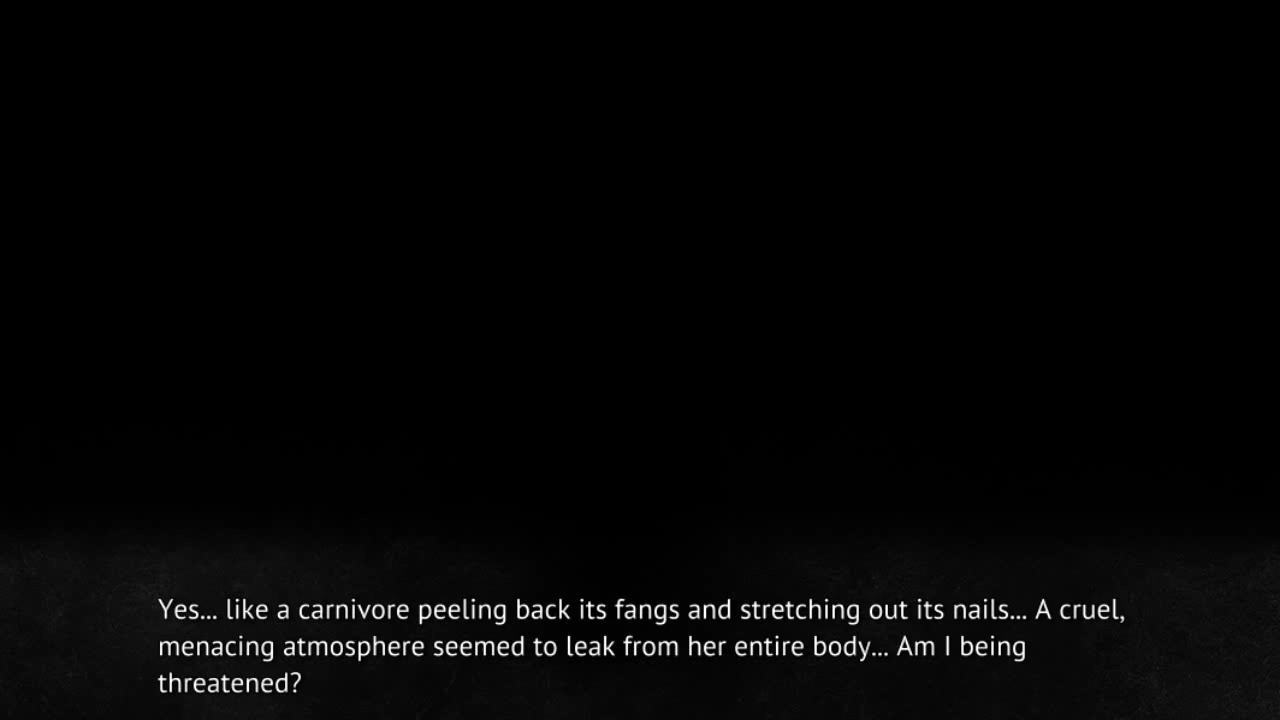 Yes... like a carnivore peeling back its fangs and stretching out its nails... A cruel,
menacing atmosphere seemed to leak from her entire body... Am I being
threatened?